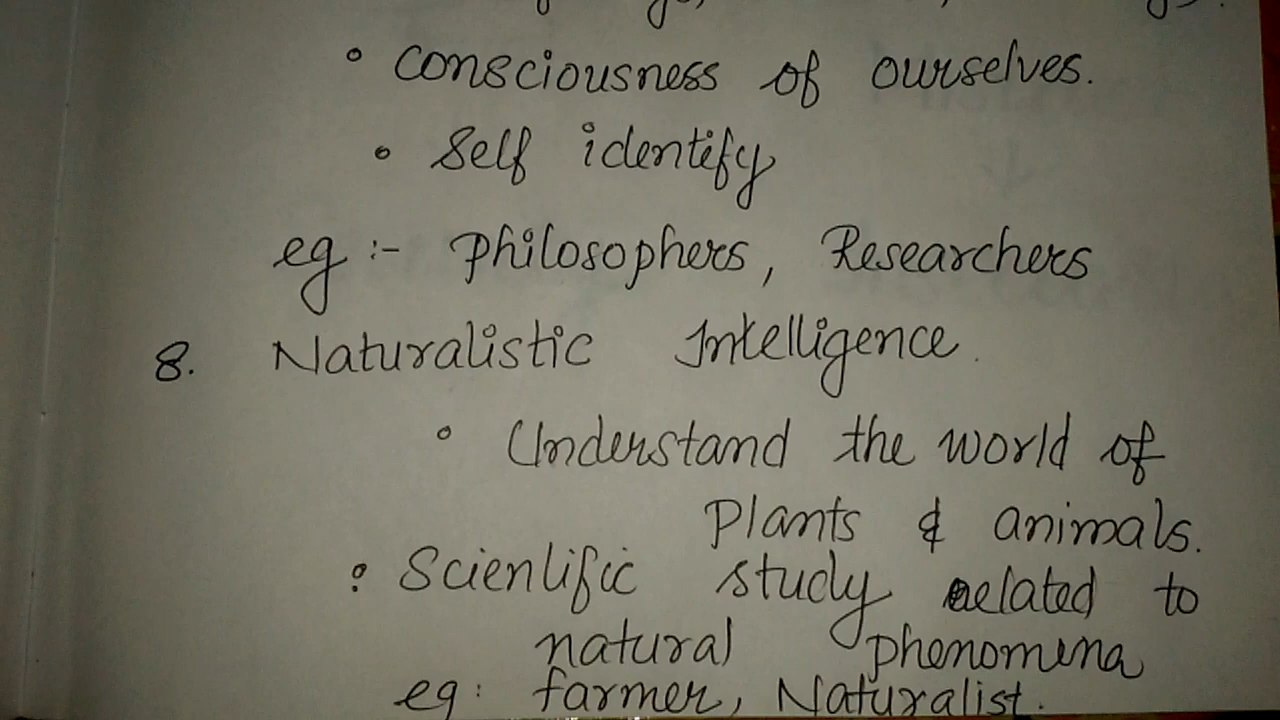 ° Consciousness of ourselves.
• Self identify
eg :- Philosophers, Researchers
8. Naturalistic Intelligence.
° Understand the world of
Plants & animals.
° Scientific study related to
natural phenomena
eg: farmer, Naturalist.